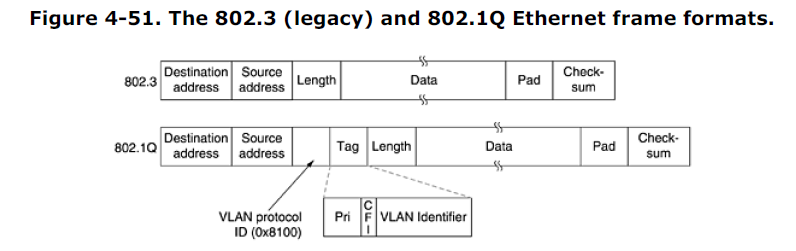 Figure 4-51. The 802.3 (legacy) and 802.1Q Ethernet frame formats.
802.3
Destination address
Source address
Length
Data
Pad
Check-
sum
802.1Q
Destination address
Source address
Tag
Length
Data
Pad
Check-
sum
VLAN protocol
ID (0x8100)
Pri
CFI
VLAN Identifier